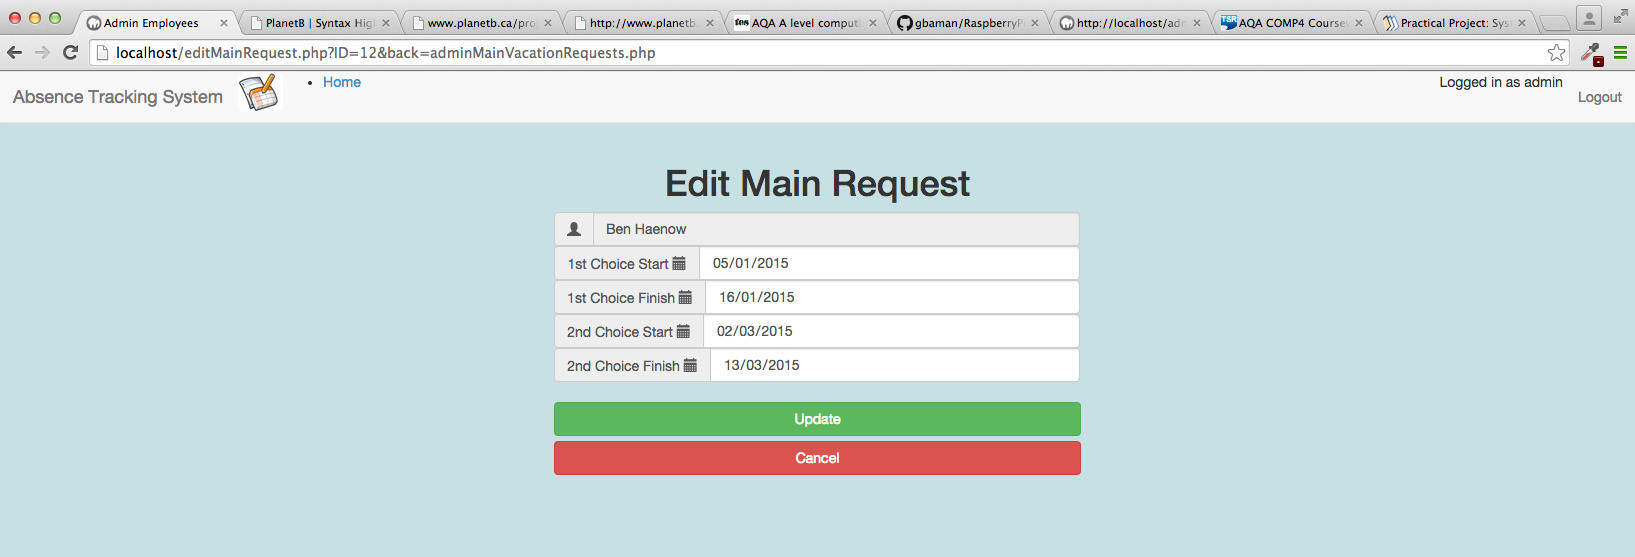 Admin Employees
PlanetB | Syntax Hig
www.planetb.ca/pro
http://www.planetb.
tes AQA A level comput
gbaman/RaspberryP
http://localhost/adm
TSR AQA COMP4 Course
Practical Project: Sys
localhost/editMainRequest.php?ID=12&back=adminMainVacationRequests.php
Absence Tracking System
• Home
Logged in as admin
Logout
Edit Main Request
Ben Haenow
1st Choice Start 05/01/2015
1st Choice Finish 16/01/2015
2nd Choice Start 02/03/2015
2nd Choice Finish 13/03/2015
Update
Cancel